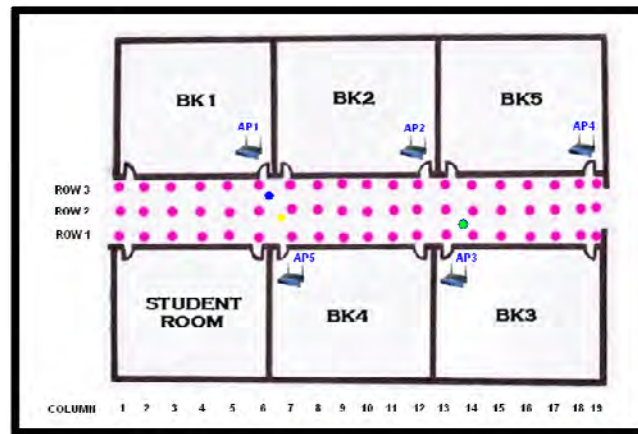 BK1 BK2 BK5
AP1 AP2 AP4
ROW 3
ROW 2
ROW 1
AP5 AP3
STUDENT
ROOM
BK4 BK3
COLUMN 1 2 3 4 5 6 7 8 9 10 11 12 13 14 15 16 17 18 19